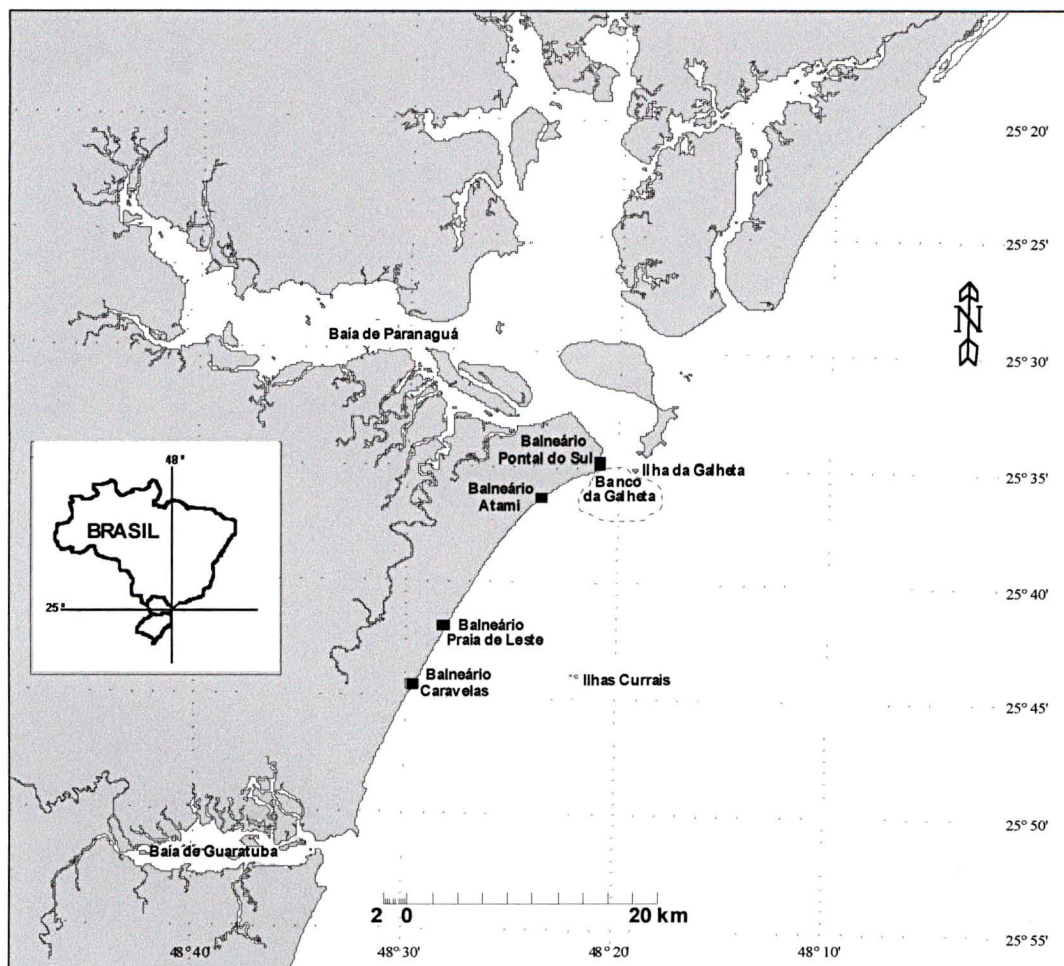 25° 20'
25° 25'
N
Baía de Paranaguá
25° 30'
Balneário
Pontal do Sul
Ilha da Galheta
Banco
da Galheta
25° 35'
Balneário
Atami
48°
BRASIL
25°
25° 40'
Balneário
Praia de Leste
Balneário
Caravelas
Ilhas Currais
25° 45'
25° 50'
Baía de Guaratuba
2 0 20 km
25° 55'
48° 40' 48° 30' 48° 20' 48° 10'